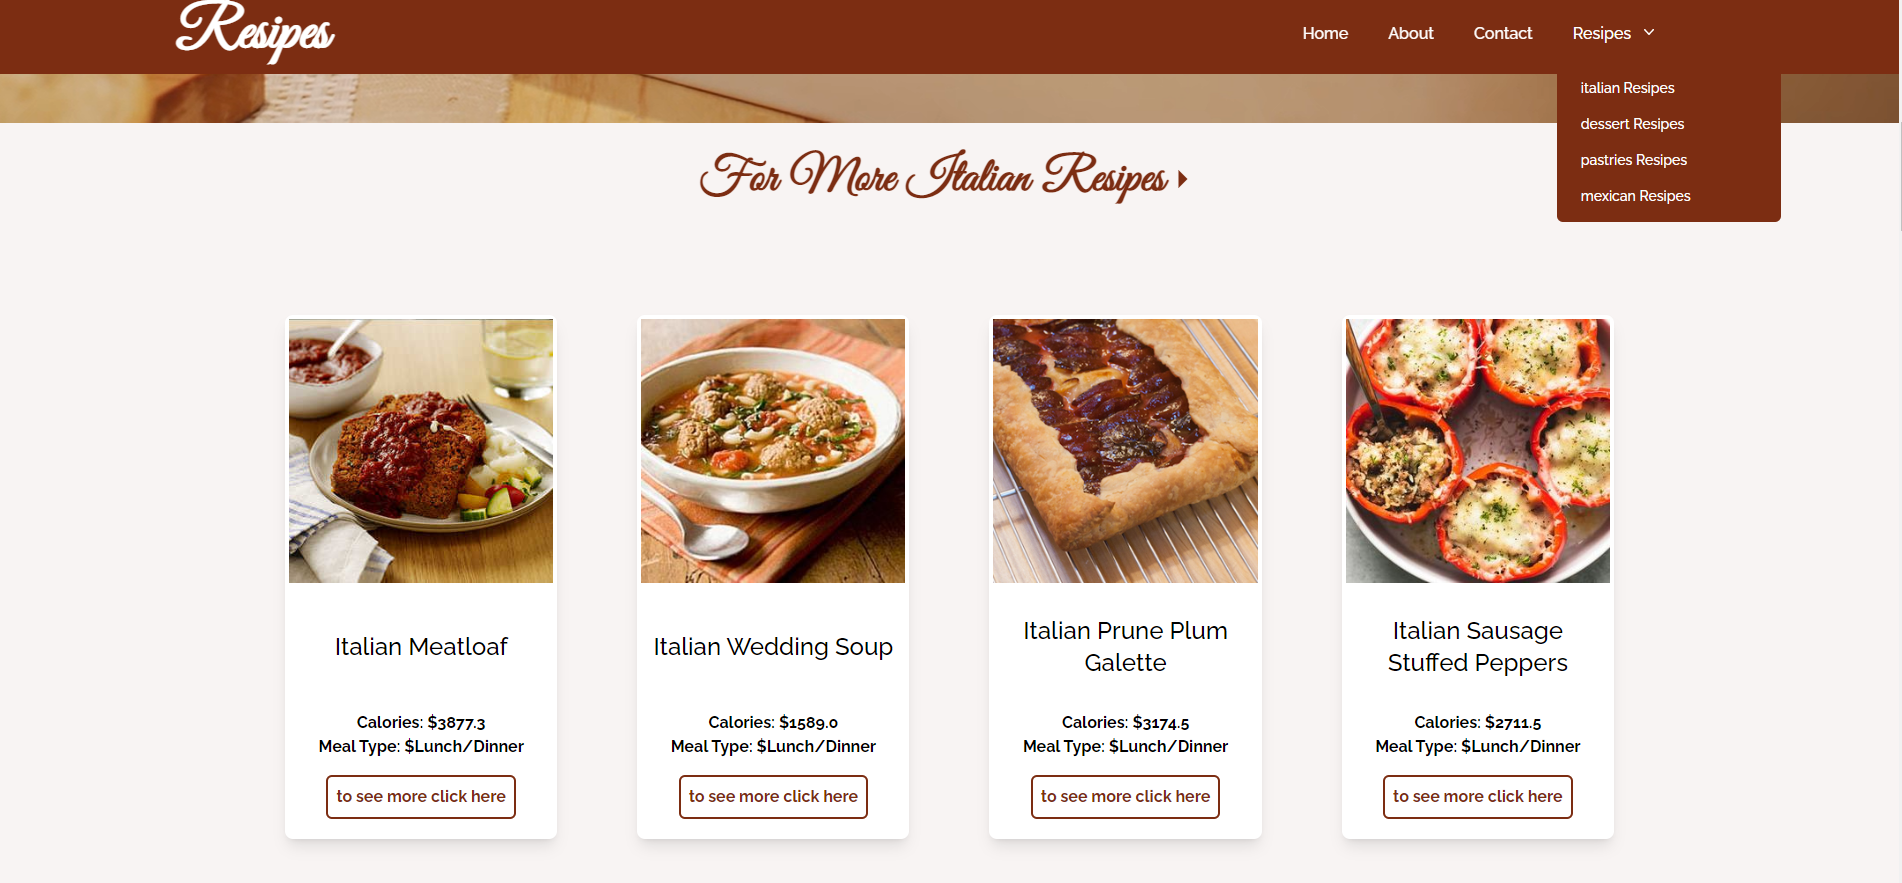 Resipes
Home About Contact Resipes
italian Resipes
dessert Resipes
pastries Resipes
mexican Resipes
For More Italian Resipes
Italian Meatloaf
Calories: $3877.3
Meal Type: $Lunch/Dinner
to see more click here
Italian Wedding Soup
Calories: $1589.0
Meal Type: $Lunch/Dinner
to see more click here
Italian Prune Plum
Galette
Calories: $3174.5
Meal Type: $Lunch/Dinner
to see more click here
Italian Sausage
Stuffed Peppers
Calories: $2711.5
Meal Type: $Lunch/Dinner
to see more click here